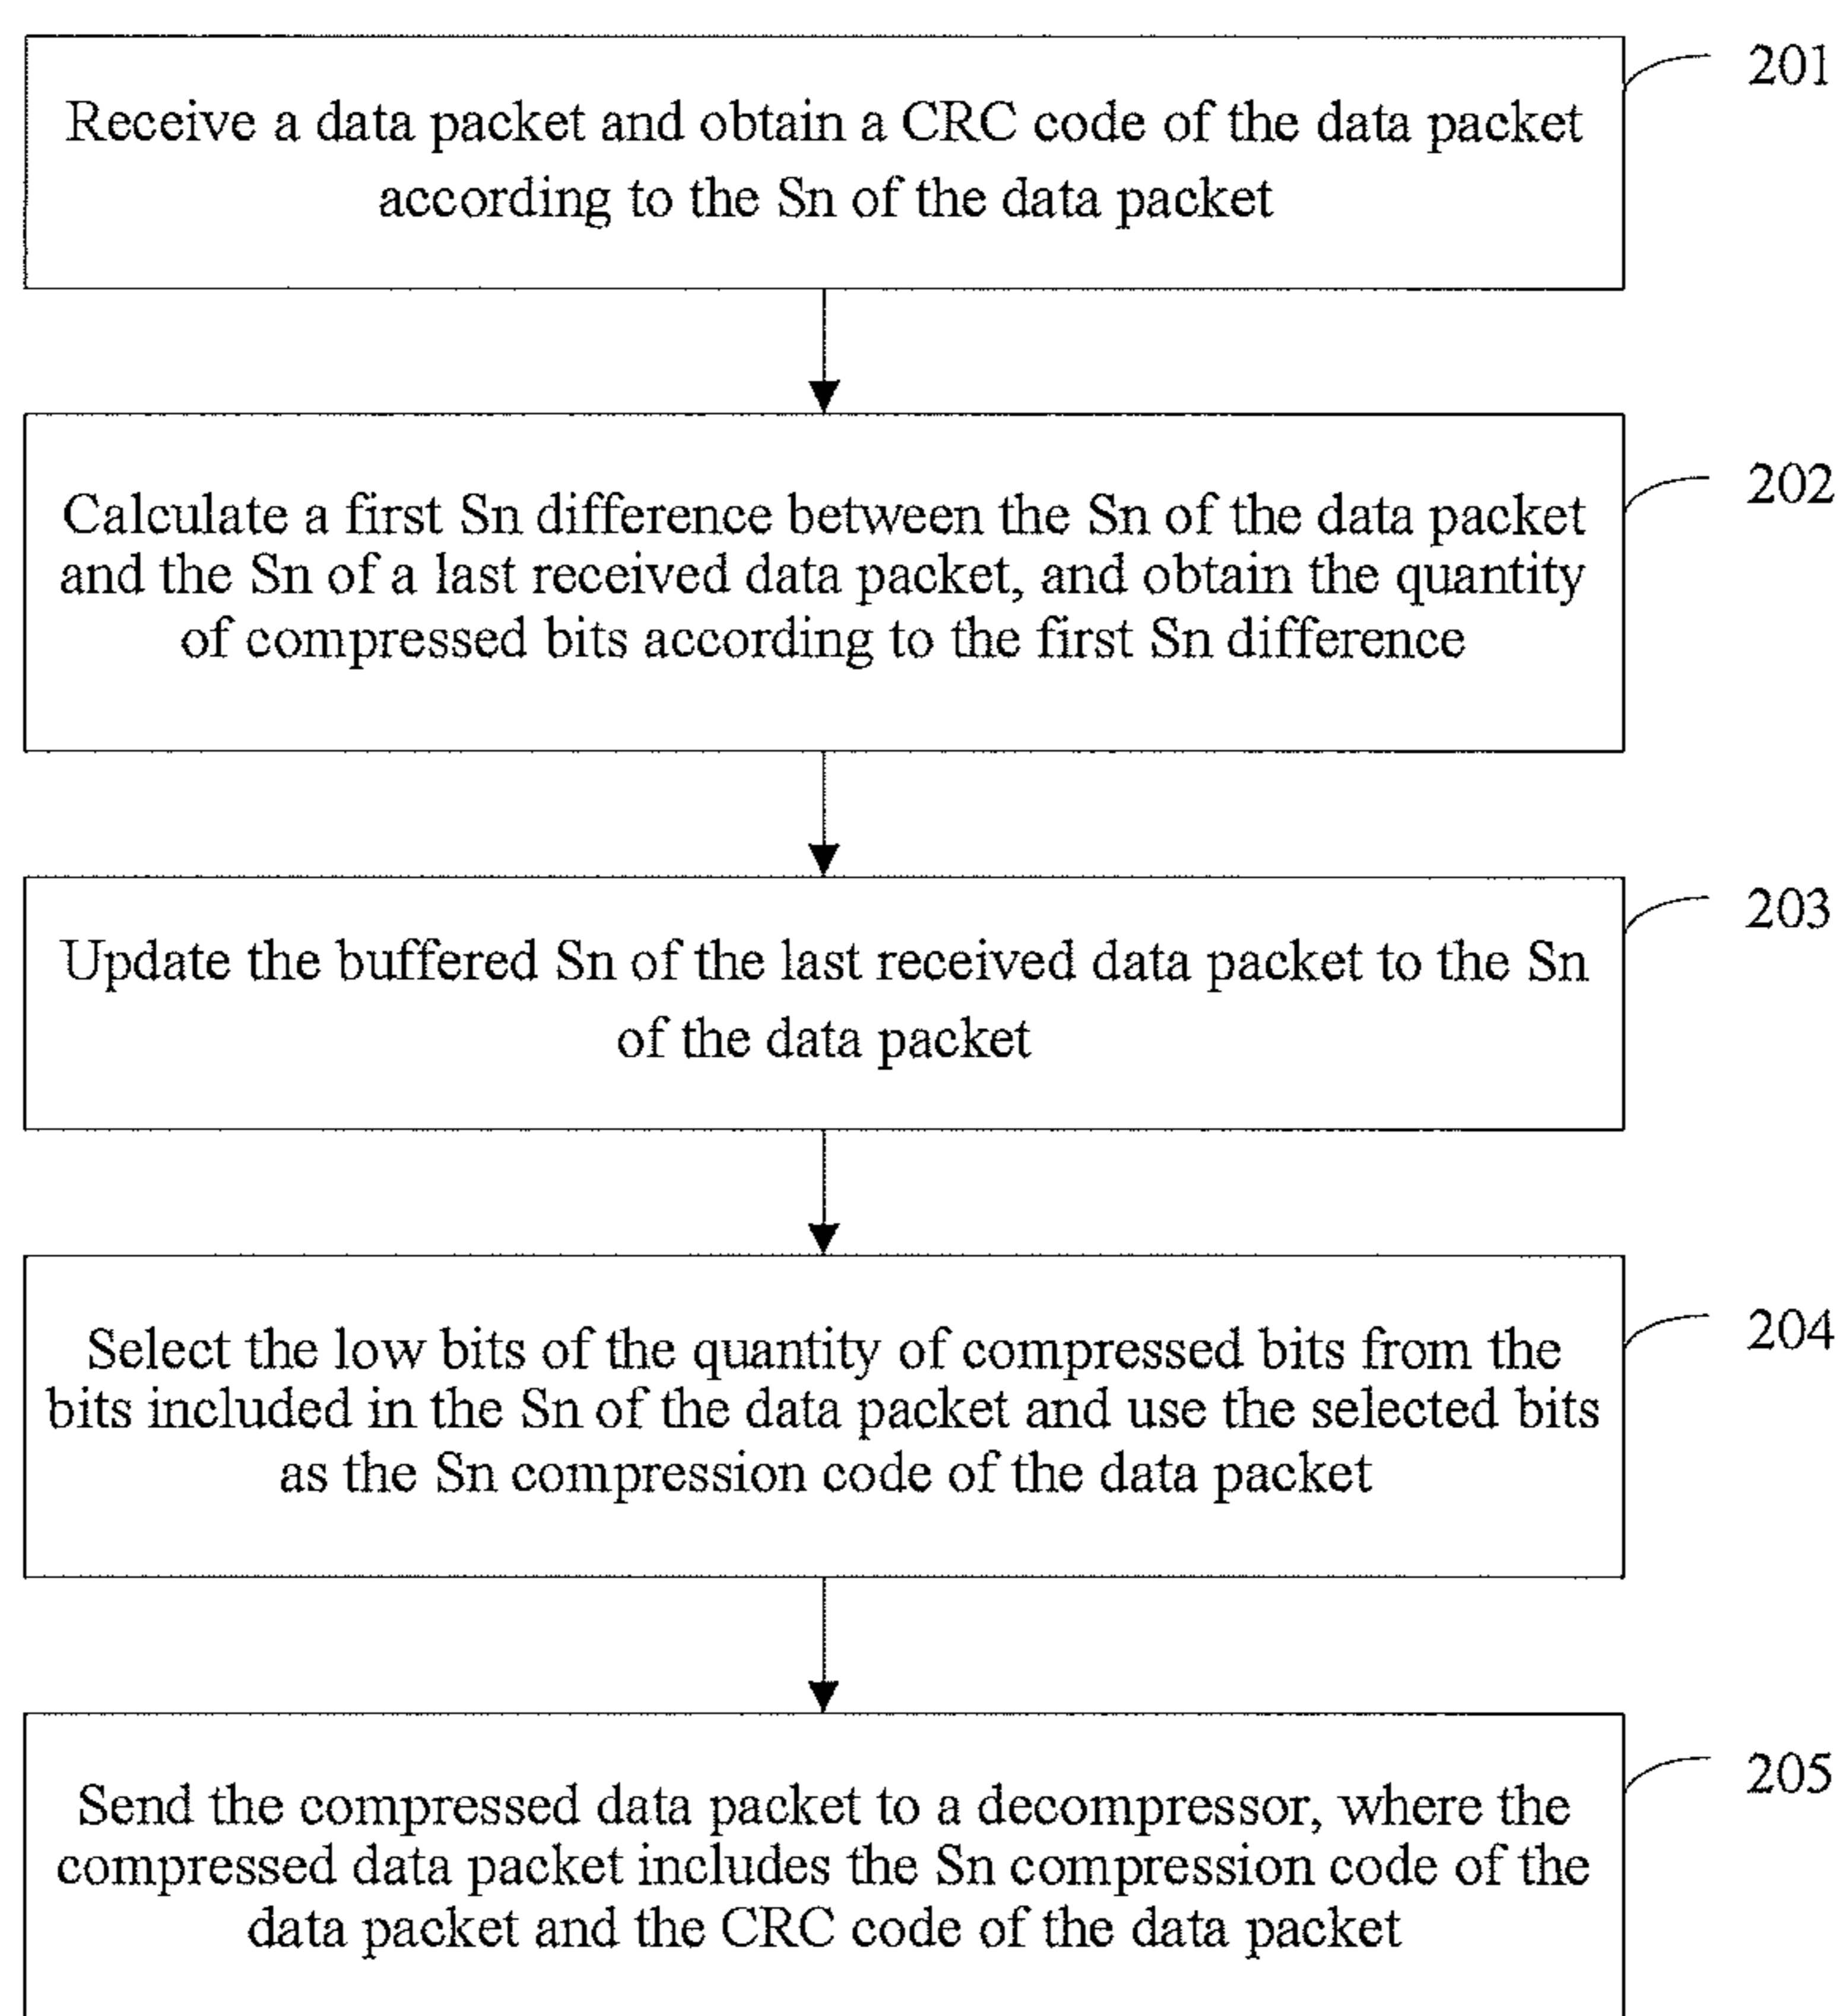 201
Receive a data packet and obtain a CRC code of the data packet
according to the Sn of the data packet
202
Calculate a first Sn difference between the Sn of the data packet
and the Sn of a last received data packet, and obtain the quantity
of compressed bits according to the first Sn difference
203
Update the buffered Sn of the last received data packet to the Sn
of the data packet
204
Select the low bits of the quantity of compressed bits from the
bits included in the Sn of the data packet and use the selected bits
as the Sn compression code of the data packet
205
Send the compressed data packet to a decompressor, where the
compressed data packet includes the Sn compression code of the
data packet and the CRC code of the data packet